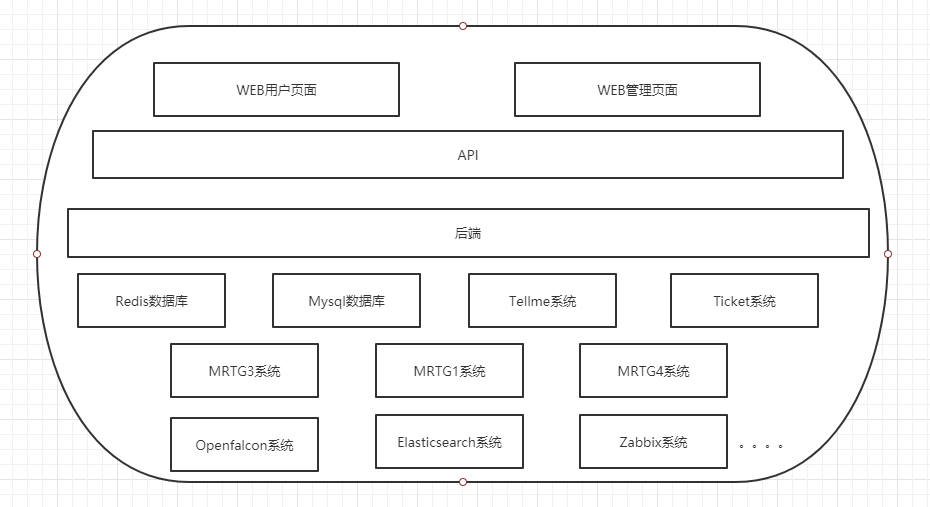 WEB用户页面
WEB管理页面
API
后端
Redis数据库
Mysql数据库
Tellme系统
Ticket系统
MRTG3系统
MRTG1系统
MRTG4系统
Openfalcon系统
Elasticsearch系统
Zabbix系统
。。。。